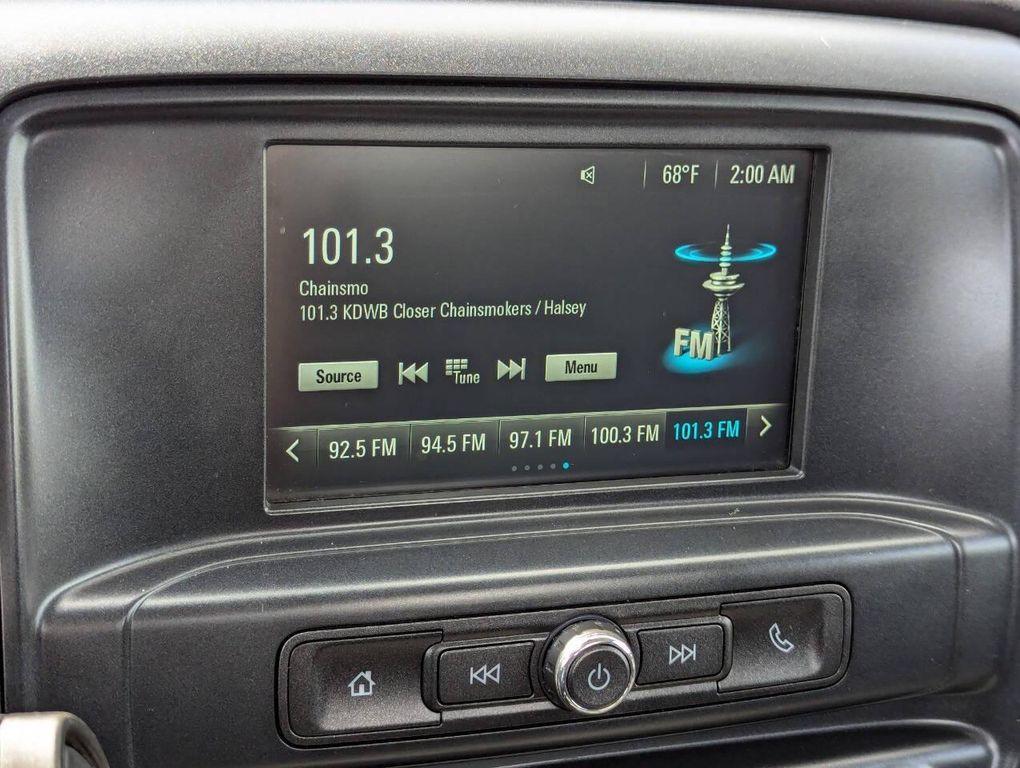 68°F 2:00 AM
101.3
Chainsmo
101.3 KDWB Closer Chainsmokers / Halsey
FM
Source Tune Menu
92.5 FM 94.5 FM 97.1 FM 100.3 FM 101.3 FM